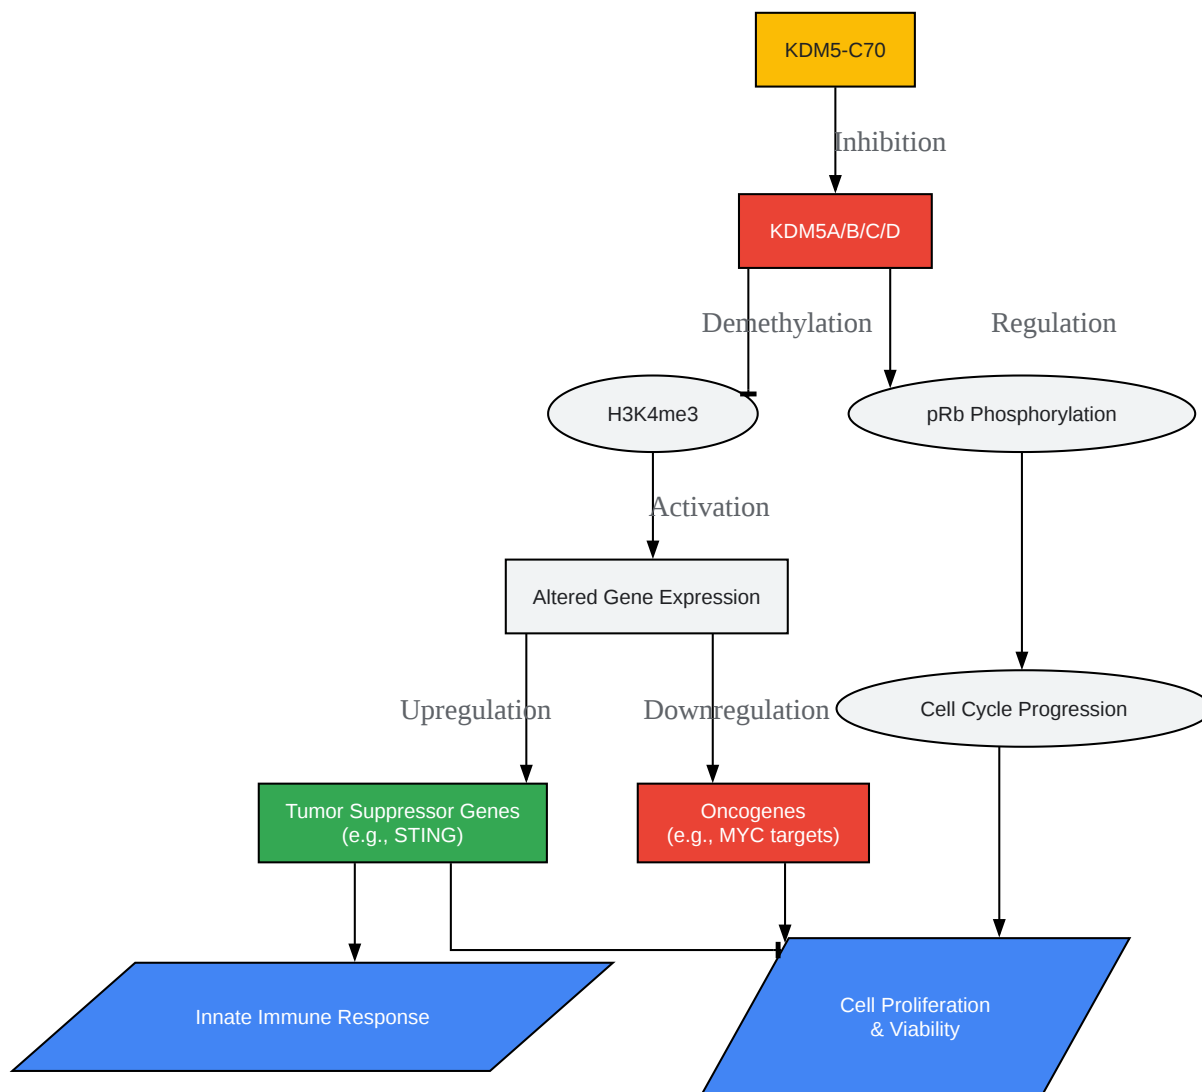 KDM5-C70
Inhibition
KDM5A/B/C/D
Demethylation
Regulation
H3K4me3
pRb Phosphorylation
Activation
Altered Gene Expression
Upregulation
Downregulation
Cell Cycle Progression
Tumor Suppressor Genes
(e.g., STING)
Oncogenes
(e.g., MYC targets)
Innate Immune Response
Cell Proliferation
& Viability